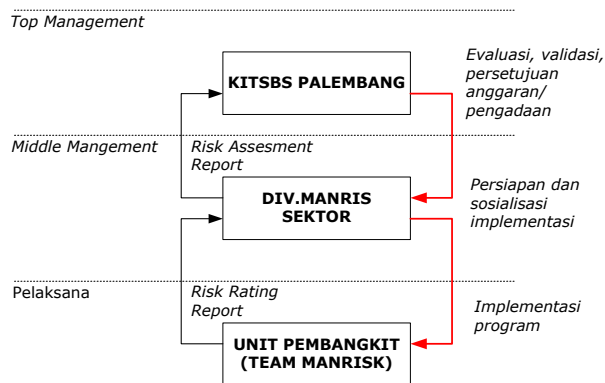 Top Management
KITSBS PALEMBANG
Evaluasi, validasi,
persetujuan
anggaran/
pengadaan
Middle Mangement
Risk Assesment
Report
DIV.MANRIS
SEKTOR
Persiapan dan
sosialisasi
implementasi
Pelaksana
Risk Rating
Report
UNIT PEMBANGKIT
(TEAM MANRISK)
Implementasi
program